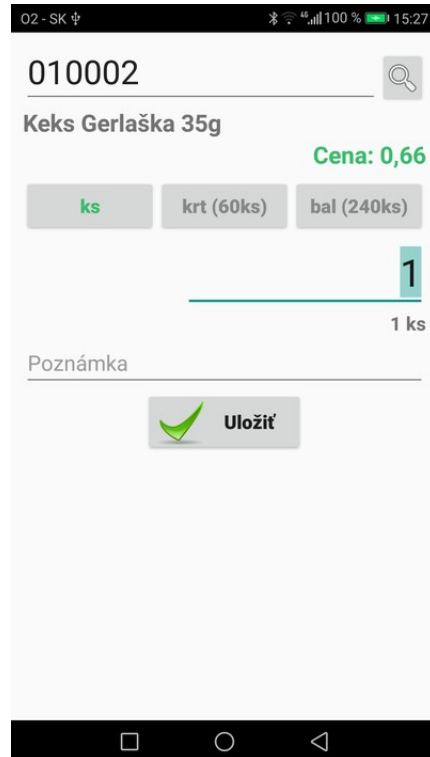 O2 - SK 4G 100 % 15:27
010002
Keks Gerlaška 35g
Cena: 0,66
ks krt (60ks) bal (240ks)
1
1 ks
Poznámka
Uložiť